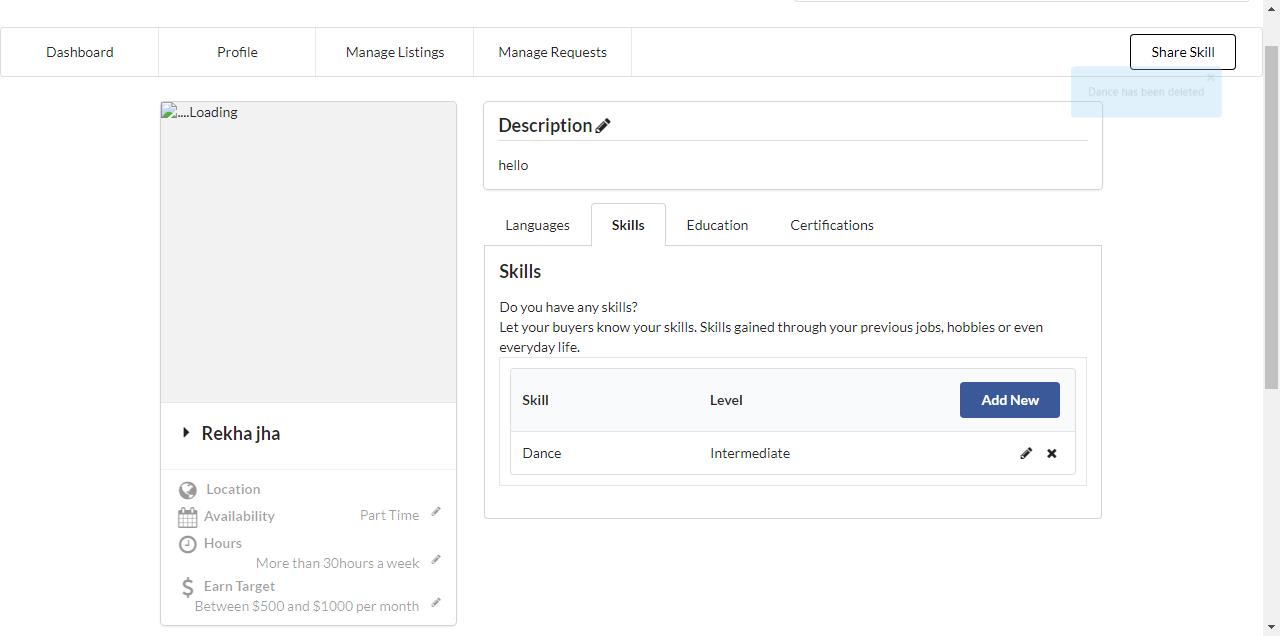 Dashboard
Profile
Manage Listings
Manage Requests
Share Skill
Dance has been deleted
....Loading
Description
hello
Languages
Skills
Education
Certifications
Skills
Do you have any skills?
Let your buyers know your skills. Skills gained through your previous jobs, hobbies or even
everyday life.
Skill
Level
Add New
Dance
Intermediate
Rekha jha
Location
Availability
Part Time
Hours
More than 30hours a week
Earn Target
Between $500 and $1000 per month